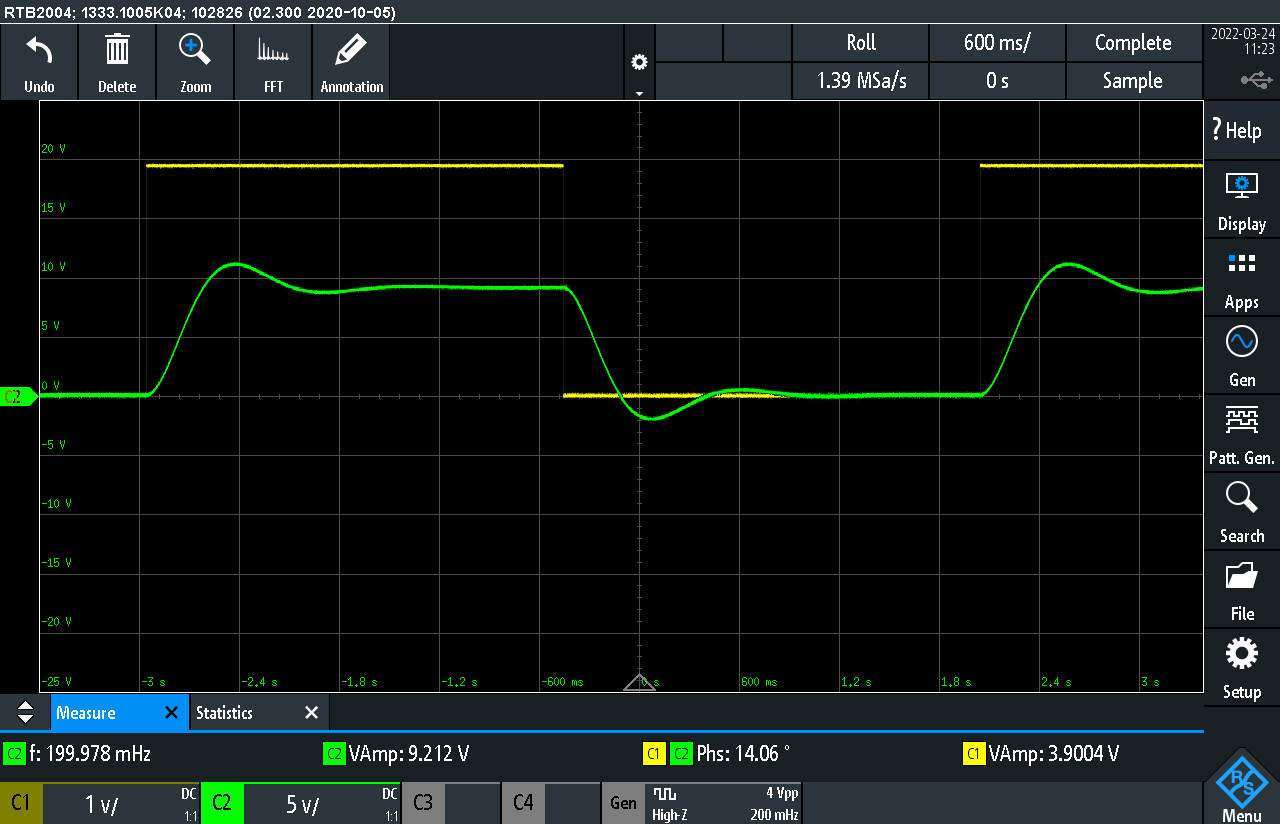 RTB2004; 1333.1005K04; 102826 (02.300 2020-10-05)
Undo
Delete
Zoom
FFT
Annotation
Roll
600 ms/
Complete
1.39 MSa/s
0 s
Sample
2022-03-24
11:23
? Help
Display
Apps
Gen
Patt. Gen.
Search
File
Setup
20 V
15 V
10 V
5 V
0 V
C2
-5 V
-10 V
-15 V
-20 V
-25 V
-3 s
-2,4 s
-1,8 s
-1,2 s
-600 ms
0 s
600 ms
1,2 s
1,8 s
2,4 s
3 s
Measure
Statistics
C2 f: 199.978 mHz
C2 VAmp: 9.212 V
C1 C2 Phs: 14.06 °
C1 VAmp: 3.9004 V
C1
1 V/
DC
1:1
C2
5 V/
DC
1:1
C3
C4
Gen
High-Z
4 Vpp
200 mHz
R&S
Menu